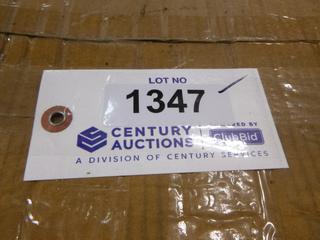 LOT NO
1347
CENTURY
AUCTIONS
ClubBid
A DIVISION OF CENTURY SERVICES